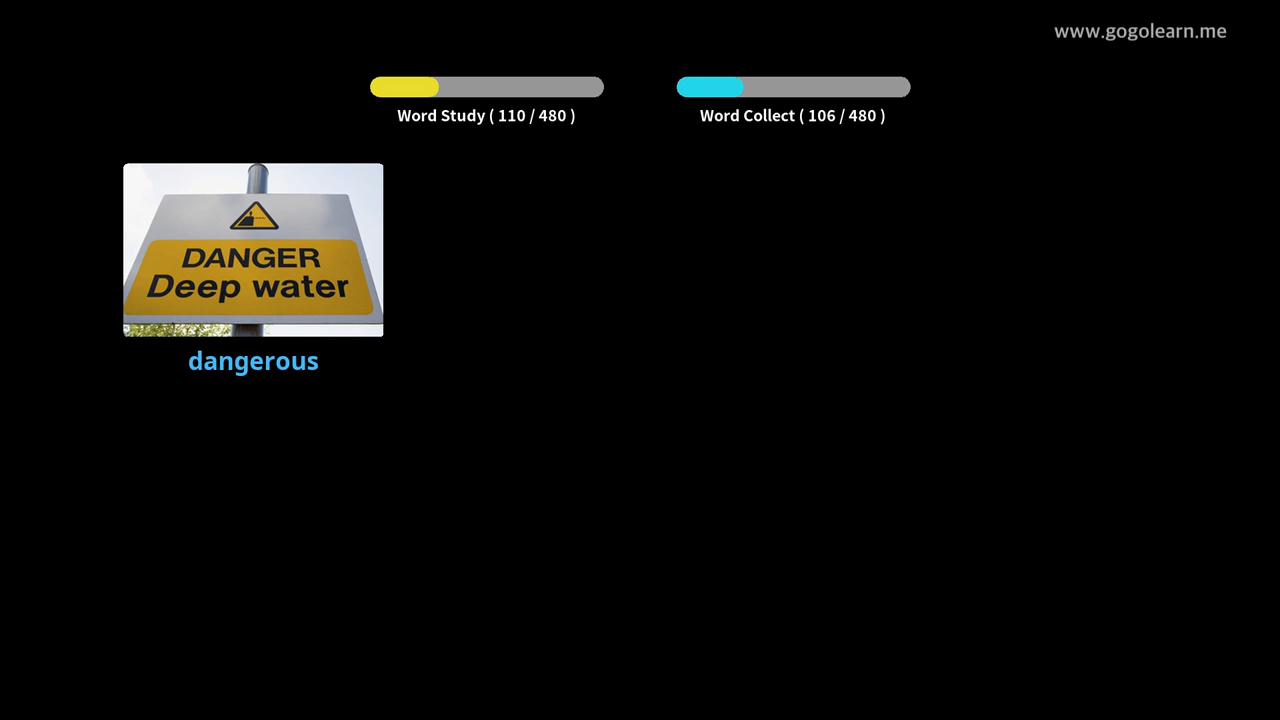 www.gogolearn.me
Word Study ( 110 / 480 )
Word Collect ( 106 / 480 )
DANGER
Deep water
dangerous